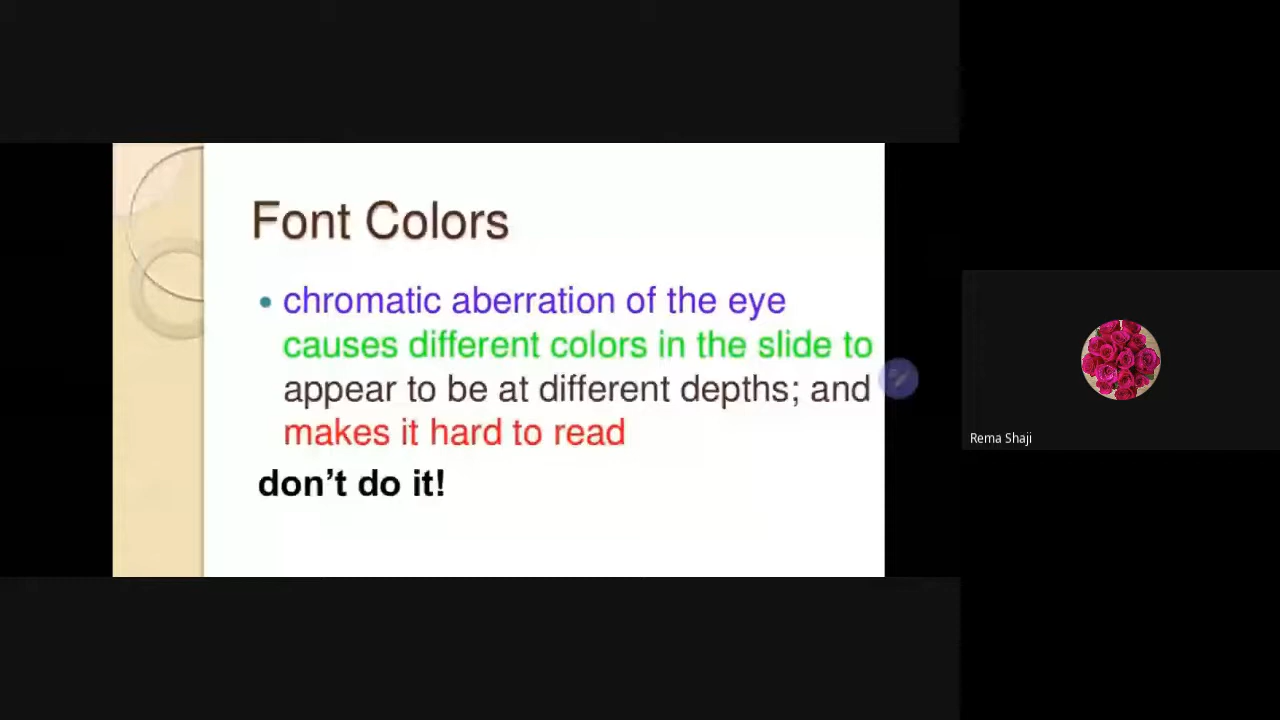 Font Colors
• chromatic aberration of the eye
causes different colors in the slide to
appear to be at different depths; and
makes it hard to read
don’t do it!
Rema Shaji